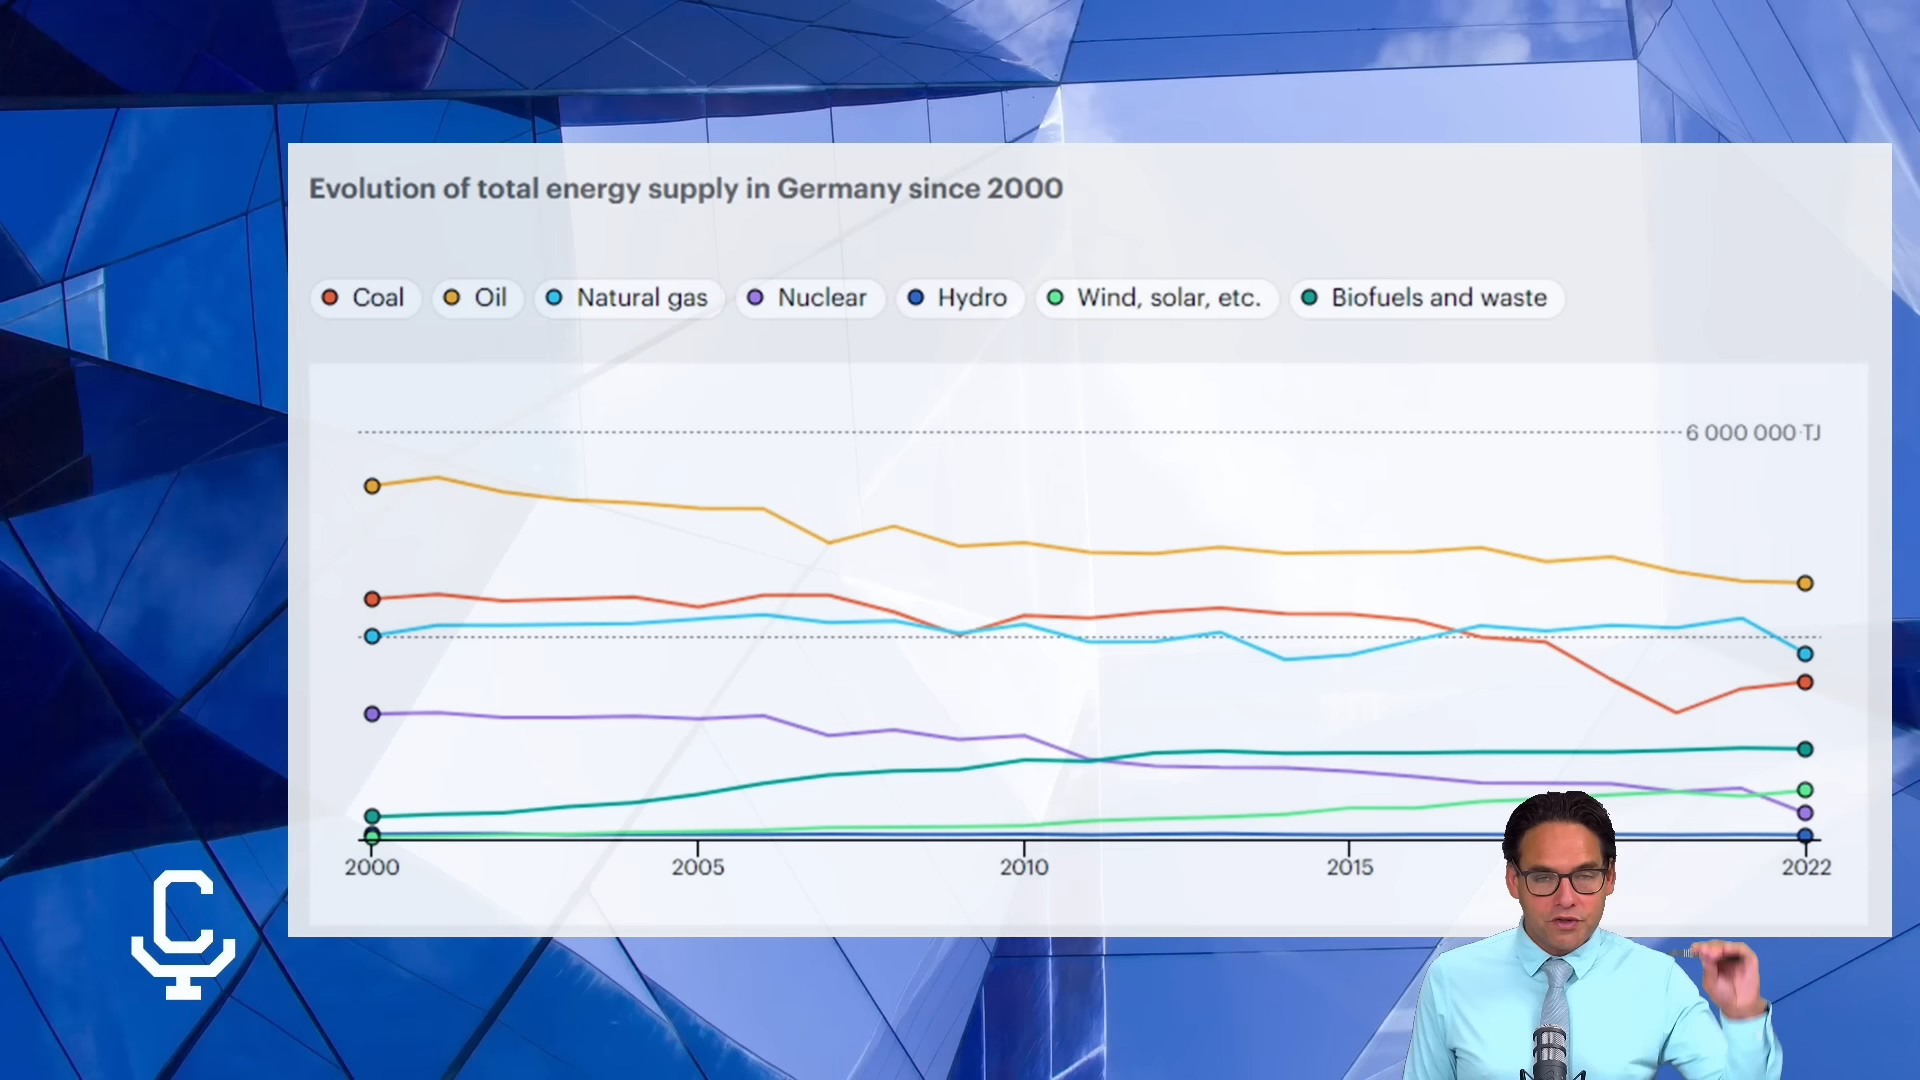 Evolution of total energy supply in Germany since 2000
Coal Oil Natural gas Nuclear Hydro Wind, solar, etc. Biofuels and waste
6 000 000 TJ
2000 2005 2010 2015 2022